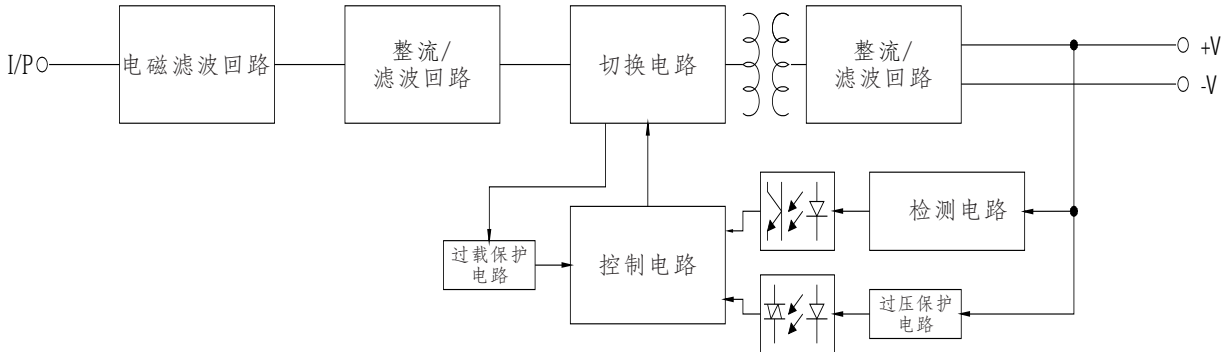 I/P
电磁滤波回路
整流/
滤波回路
切换电路
整流/
滤波回路
+V
-V
过载保护
电路
控制电路
检测电路
过压保护
电路